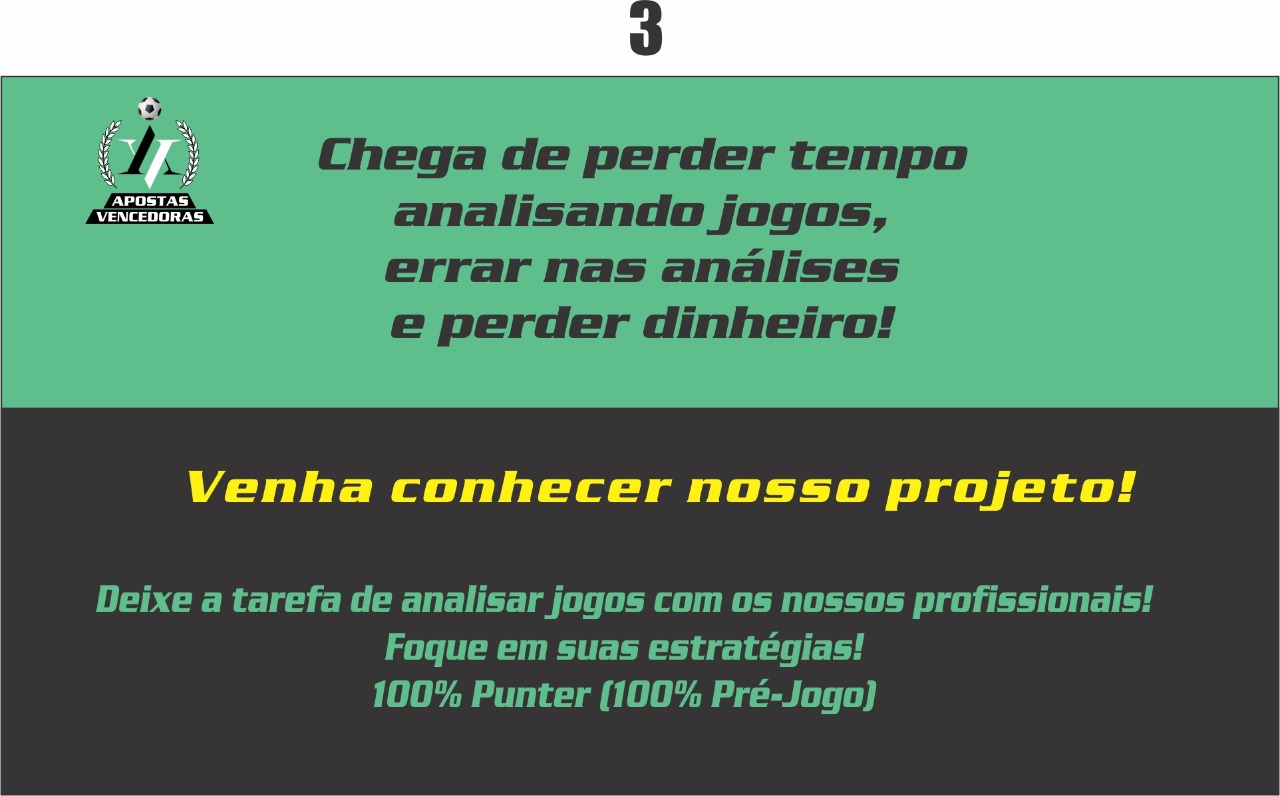 3
APOSTAS
VENCEDORAS
Chega de perder tempo
analisando jogos,
errar nas análises
e perder dinheiro!
Venha conhecer nosso projeto!
Deixe a tarefa de analisar jogos com os nossos profissionais!
Foque em suas estratégias!
100% Punter (100% Pré-Jogo)